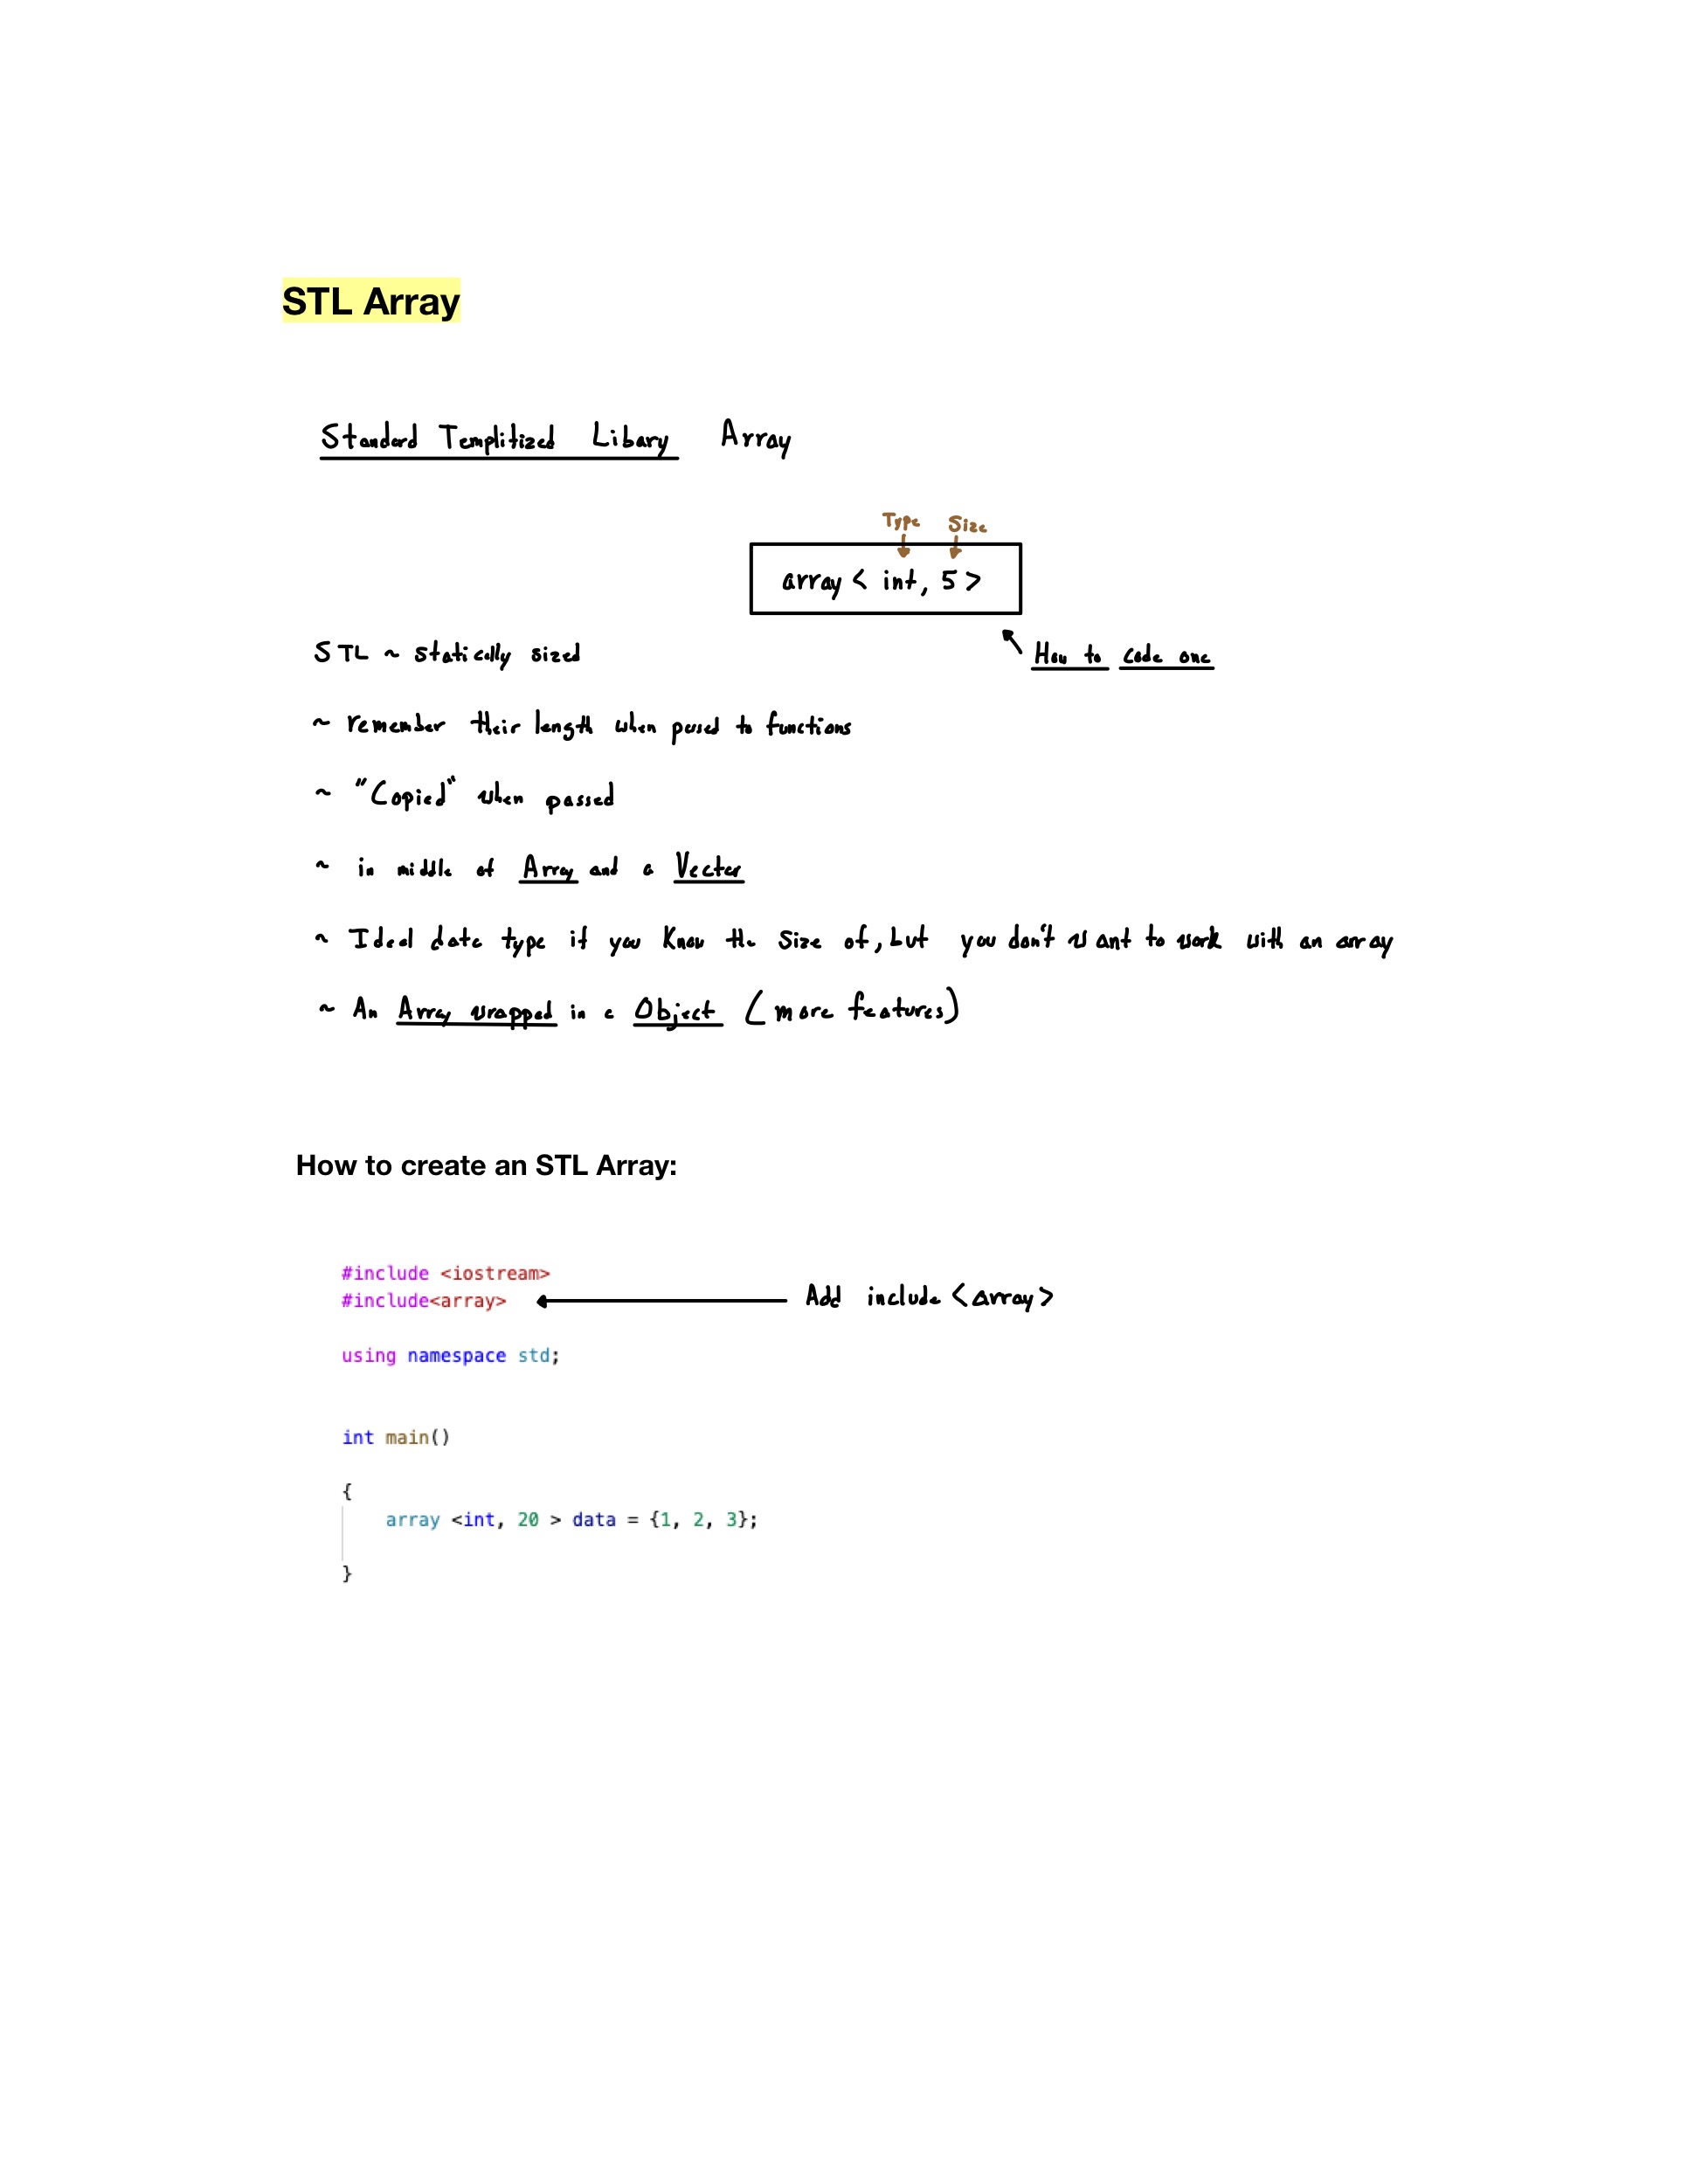 STL Array
Standard Templitized Libary Array
Type Size
array < int, 5 >
STL ~ statically sized
How to code one
~ remember their length when passed to functions
~ "Copied" when passed
~ in middle of Array and a Vector
~ Ideal data type if you know the size of, but you don't want to work with an array
~ An Array wrapped in a Object (more features)
How to create an STL Array:
#include <iostream>
#include<array>
Add include <array>
using namespace std;
int main()
{
array <int, 20 > data = {1, 2, 3};
}